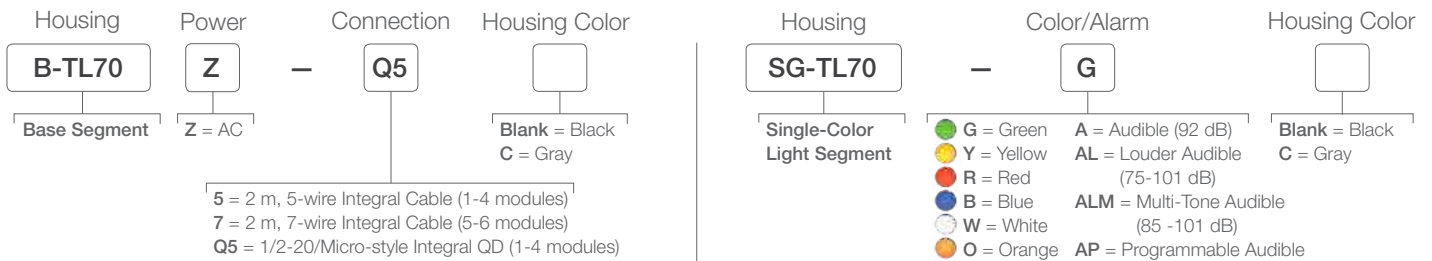 Housing Power Connection Housing Color
B-TL70 Z – Q5
Base Segment
Z = AC
Blank = Black
C = Gray
5 = 2 m, 5-wire Integral Cable (1-4 modules)
7 = 2 m, 7-wire Integral Cable (5-6 modules)
Q5 = 1/2-20/Micro-style Integral QD (1-4 modules)
Housing Color/Alarm Housing Color
SG-TL70 – G
Single-Color
Light Segment
G = Green
Y = Yellow
R = Red
B = Blue
W = White
O = Orange
A = Audible (92 dB)
AL = Louder Audible
(75-101 dB)
ALM = Multi-Tone Audible
(85 -101 dB)
AP = Programmable Audible
Blank = Black
C = Gray